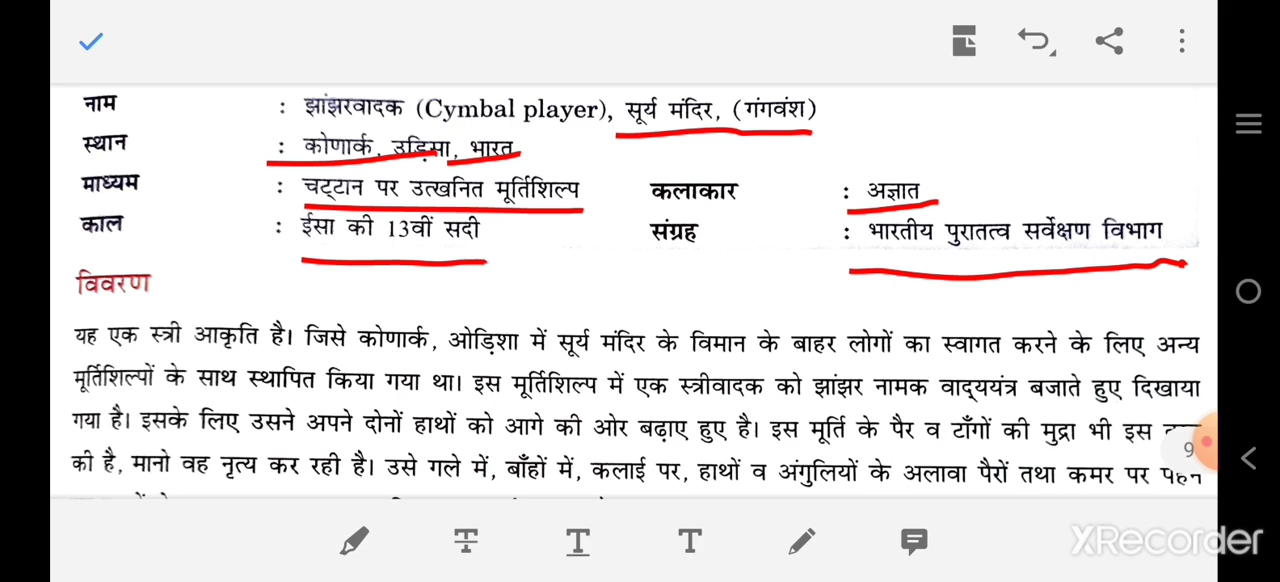 नाम : झांझरवादक (Cymbal player), सूर्य मंदिर, (गंगवंश)
स्थान : कोणार्क, उड़िसा, भारत
माध्यम : चट्टान पर उत्खनित मूर्तिशिल्प कलाकार : अज्ञात
काल : ईसा की 13वीं सदी संग्रह : भारतीय पुरातत्व सर्वेक्षण विभाग
विवरण
यह एक स्त्री आकृति है। जिसे कोणार्क, ओड़िशा में सूर्य मंदिर के विमान के बाहर लोगों का स्वागत करने के लिए अन्य
मूर्तिशिल्पों के साथ स्थापित किया गया था। इस मूर्तिशिल्प में एक स्त्रीवादक को झांझर नामक वाद्ययंत्र बजाते हुए दिखाया
गया है। इसके लिए उसने अपने दोनों हाथों को आगे की ओर बढ़ाए हुए है। इस मूर्ति के पैर व टाँगों की मुद्रा भी इस
की है, मानो वह नृत्य कर रही है। उसे गले में, बाँहों में, कलाई पर, हाथों व अंगुलियों के अलावा पैरों तथा कमर पर पहने
9
T T T
XRecorder